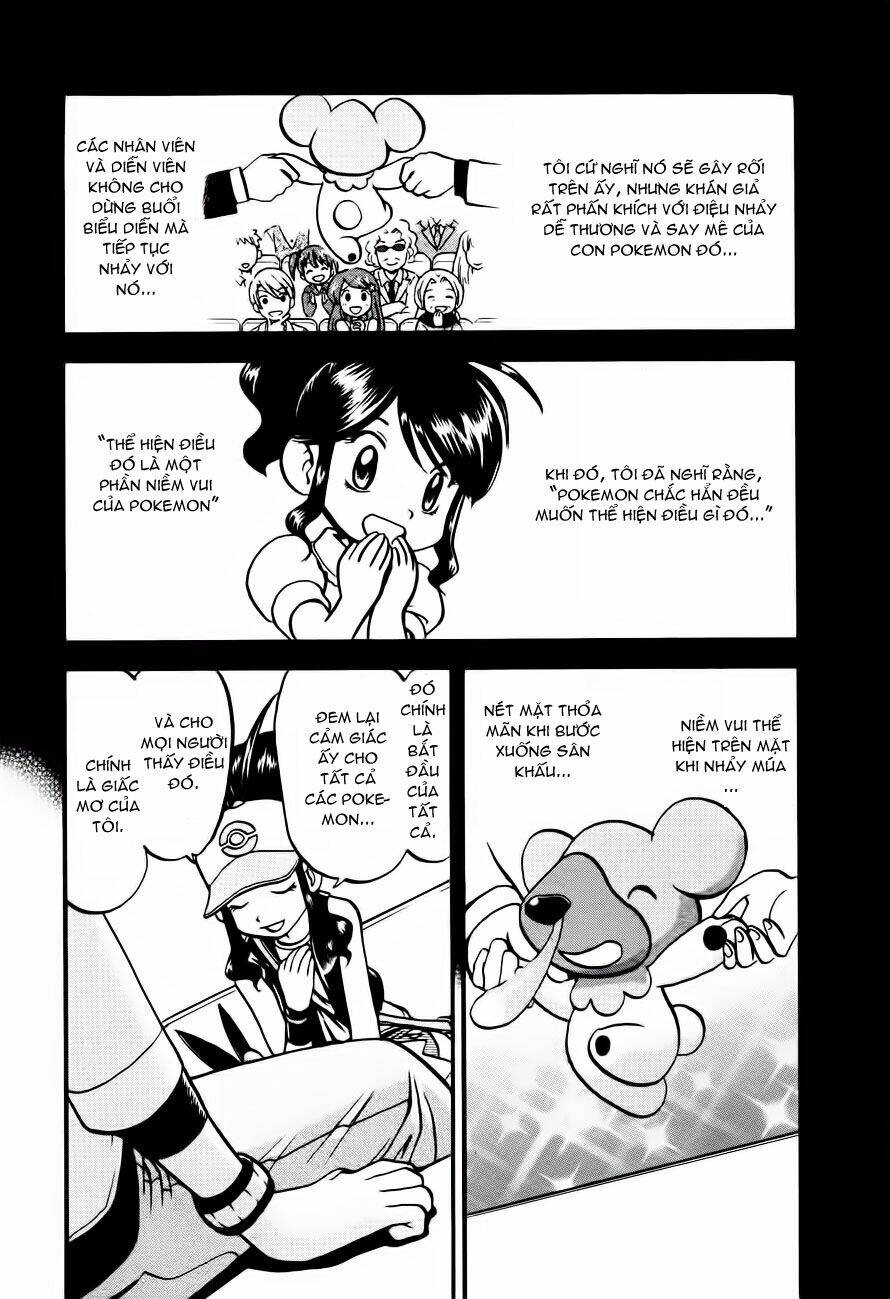 TÔI CỨ NGHĨ NÓ SẼ GÂY RỐI
TRÊN ẤY, NHƯNG KHÁN GIẢ
RẤT PHẤN KHÍCH VỚI ĐIỆU NHẢY
DỄ THƯƠNG VÀ SAY MÊ CỦA
CON POKEMON ĐÓ...
CÁC NHÂN VIÊN
VÀ DIỄN VIÊN
KHÔNG CHO
DỪNG BUỔI
BIỂU DIỄN MÀ
TIẾP TỤC
NHẢY VỚI
NÓ...
KHI ĐÓ, TÔI ĐÃ NGHĨ RẰNG,
"POKEMON CHẮC HẲN ĐỀU
MUỐN THỂ HIỆN ĐIỀU GÌ ĐÓ..."
"THỂ HIỆN ĐIỀU
ĐÓ LÀ MỘT
PHẦN NIỀM VUI
CỦA POKEMON"
NIỀM VUI THỂ
HIỆN TRÊN MẶT
KHI NHẢY MÚA
...
NÉT MẶT THỎA
MÃN KHI BƯỚC
XUỐNG SÂN
KHẤU...
ĐÓ
CHÍNH
LÀ
BẮT
ĐẦU
CỦA
TẤT
CẢ.
ĐEM LẠI
CẢM GIÁC
ẤY CHO
TẤT CẢ
CÁC POKE-
MON...
VÀ CHO
MỌI NGƯỜI
THẤY ĐIỀU
ĐÓ.
CHÍNH
LÀ GIẤC
MƠ CỦA
TÔI.